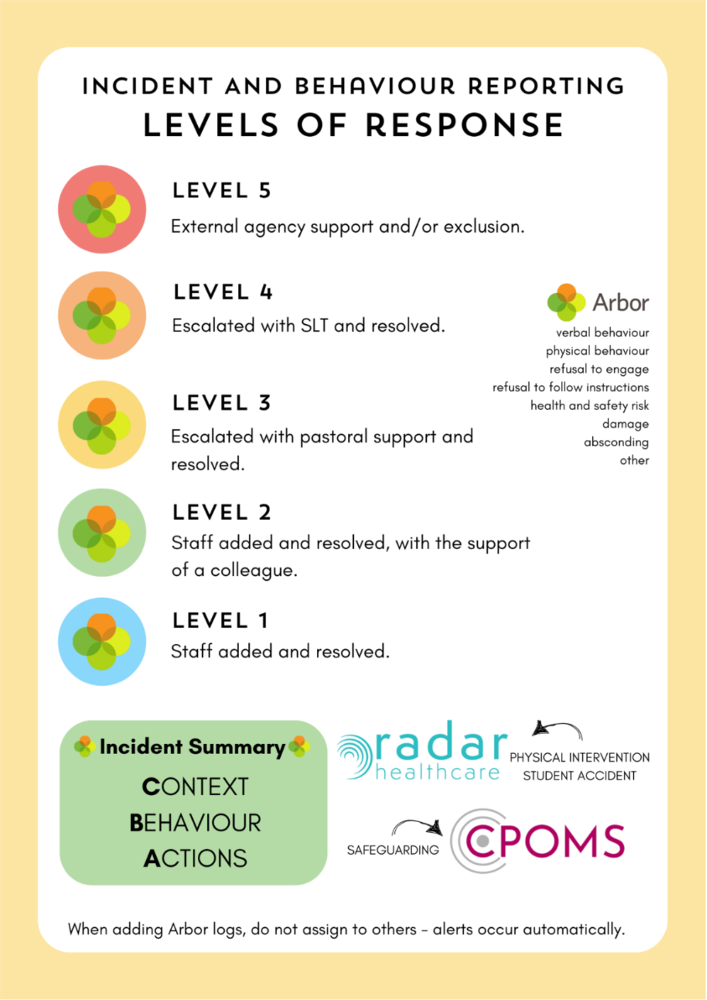 INCIDENT AND BEHAVIOUR REPORTING
LEVELS OF RESPONSE
LEVEL 5
External agency support and/or exclusion.
LEVEL 4
Escalated with SLT and resolved.
Arbor
verbal behaviour
physical behaviour
refusal to engage
refusal to follow instructions
health and safety risk
damage
absconding
other
LEVEL 3
Escalated with pastoral support and
resolved.
LEVEL 2
Staff added and resolved, with the support
of a colleague.
LEVEL 1
Staff added and resolved.
Incident Summary
CONTEXT
BEHAVIOUR
ACTIONS
radar
healthcare
PHYSICAL INTERVENTION
STUDENT ACCIDENT
SAFEGUARDING
CPOMS
When adding Arbor logs, do not assign to others - alerts occur automatically.